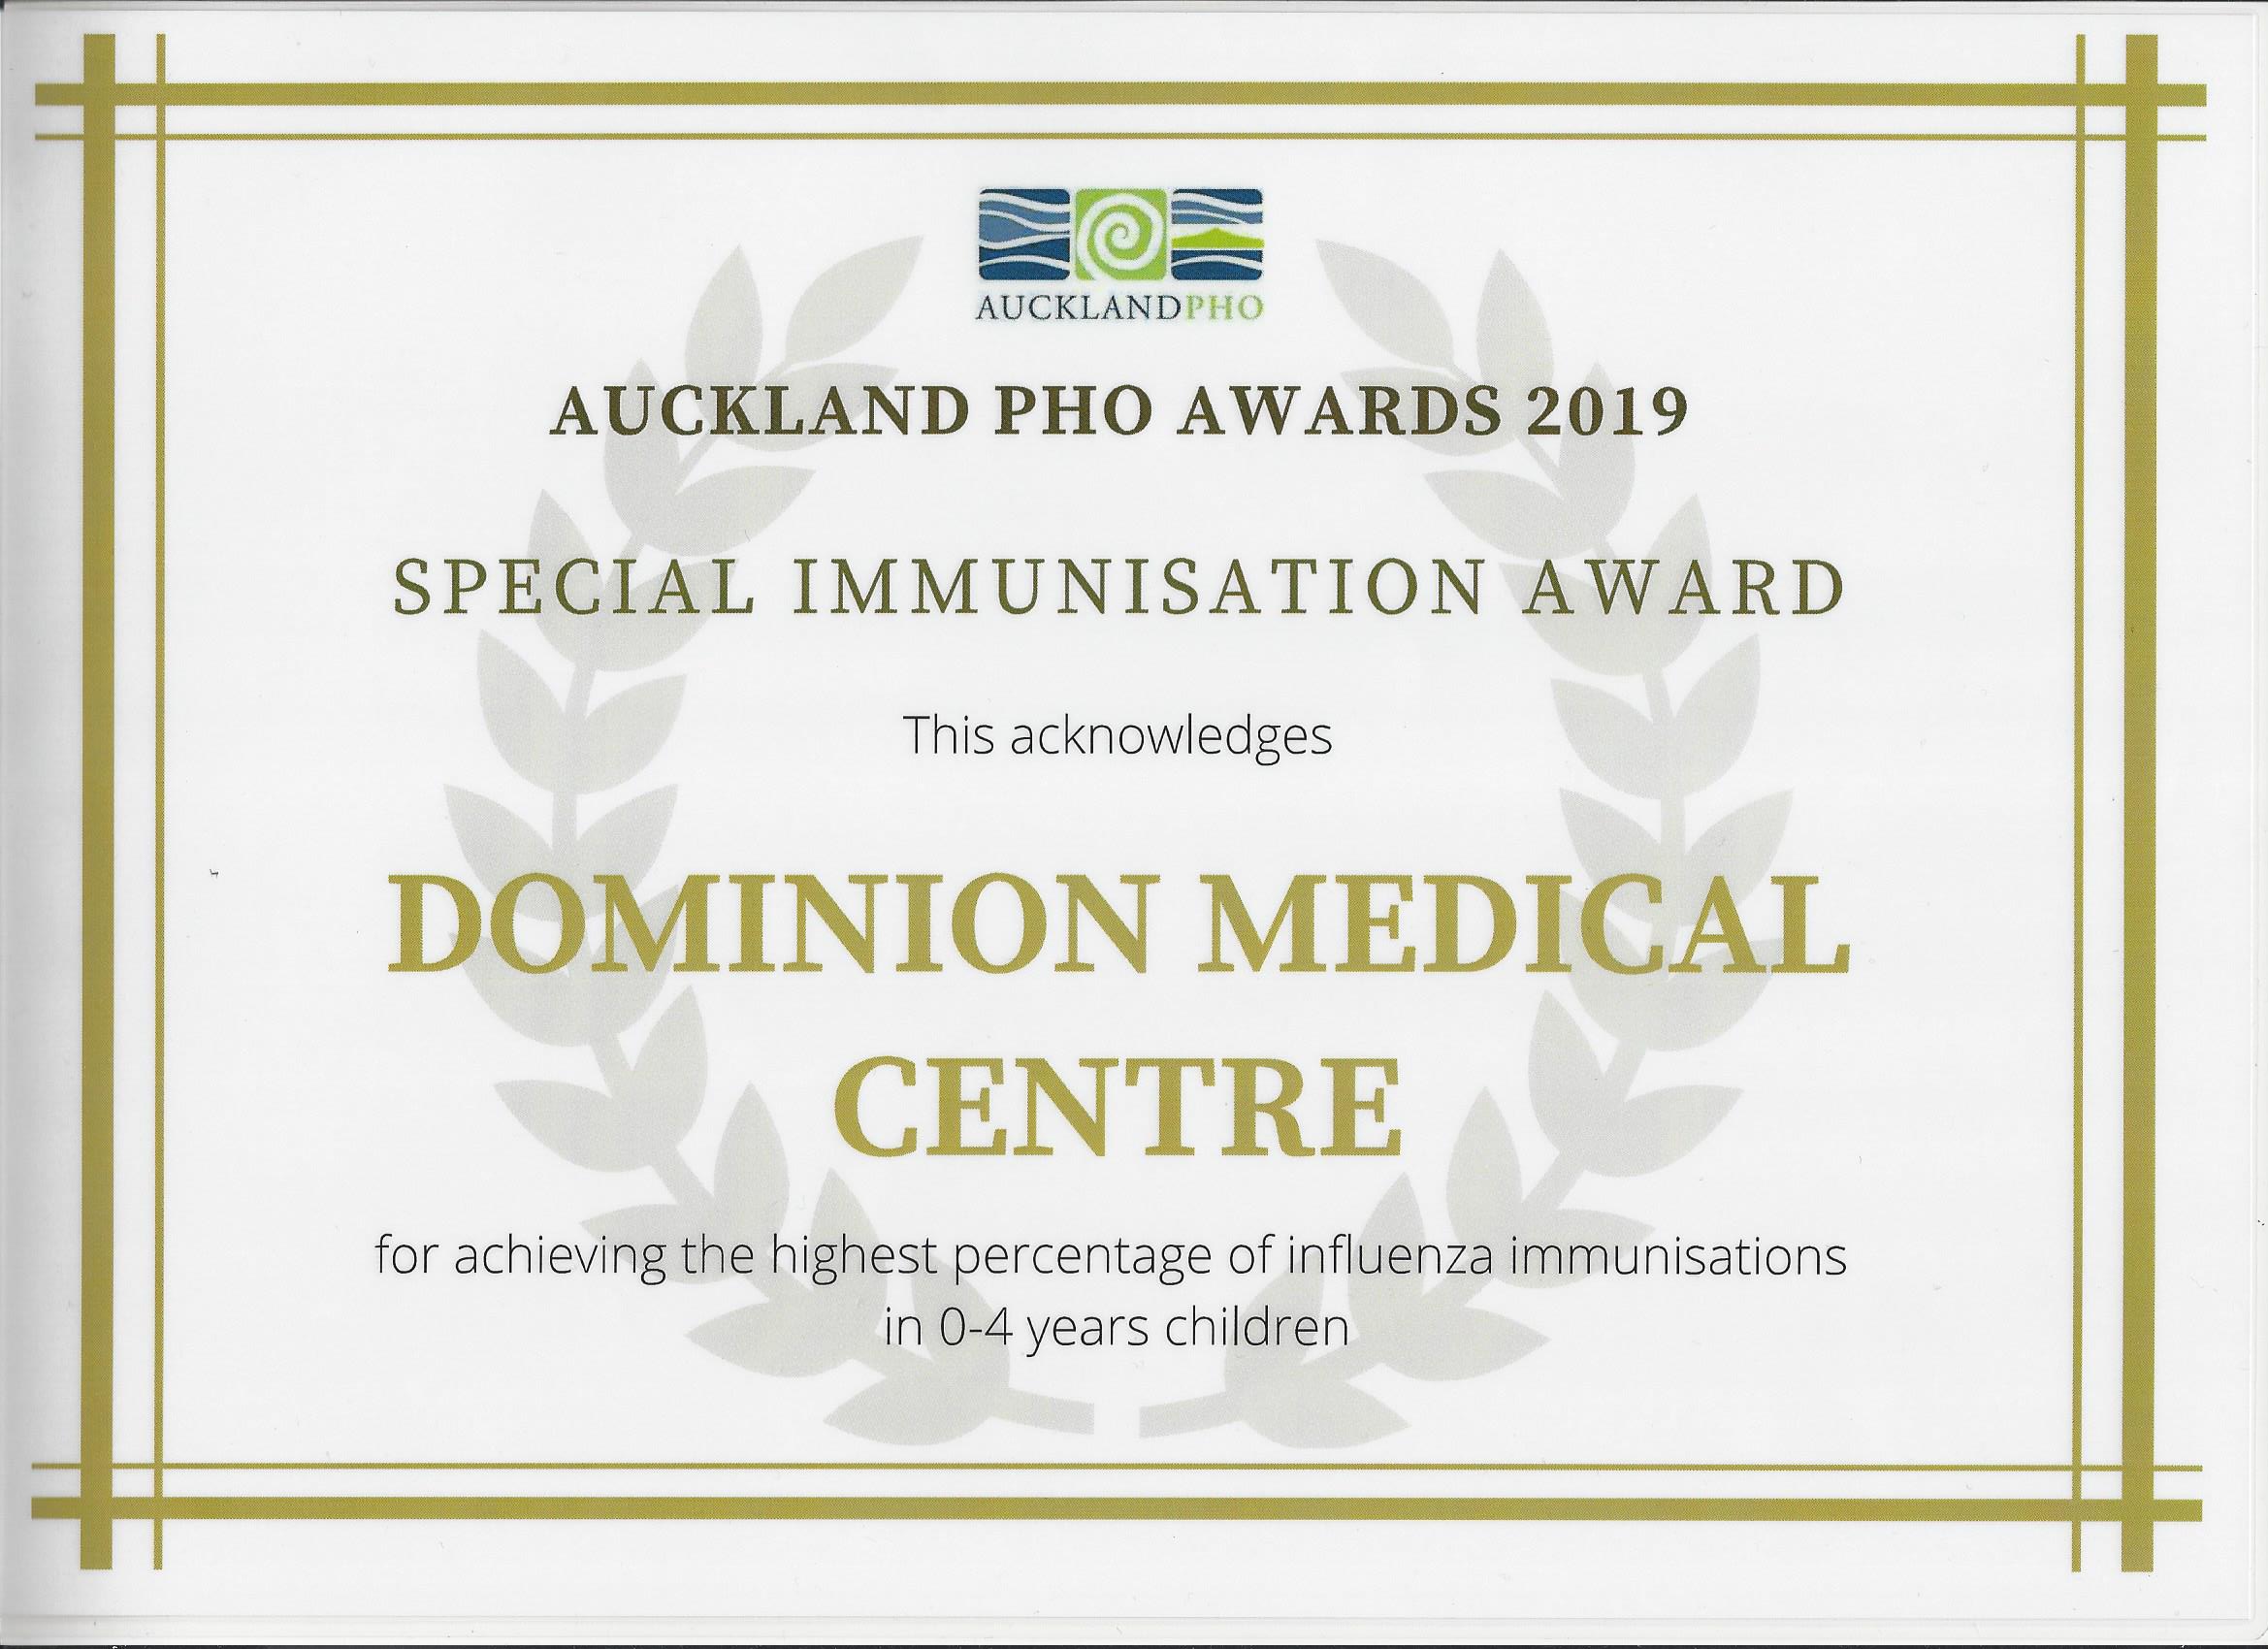 AUCKLANDPHO
AUCKLAND PHO AWARDS 2019
SPECIAL IMMUNISATION AWARD
This acknowledges
DOMINION MEDICAL
CENTRE
for achieving the highest percentage of influenza immunisations
in 0-4 years children